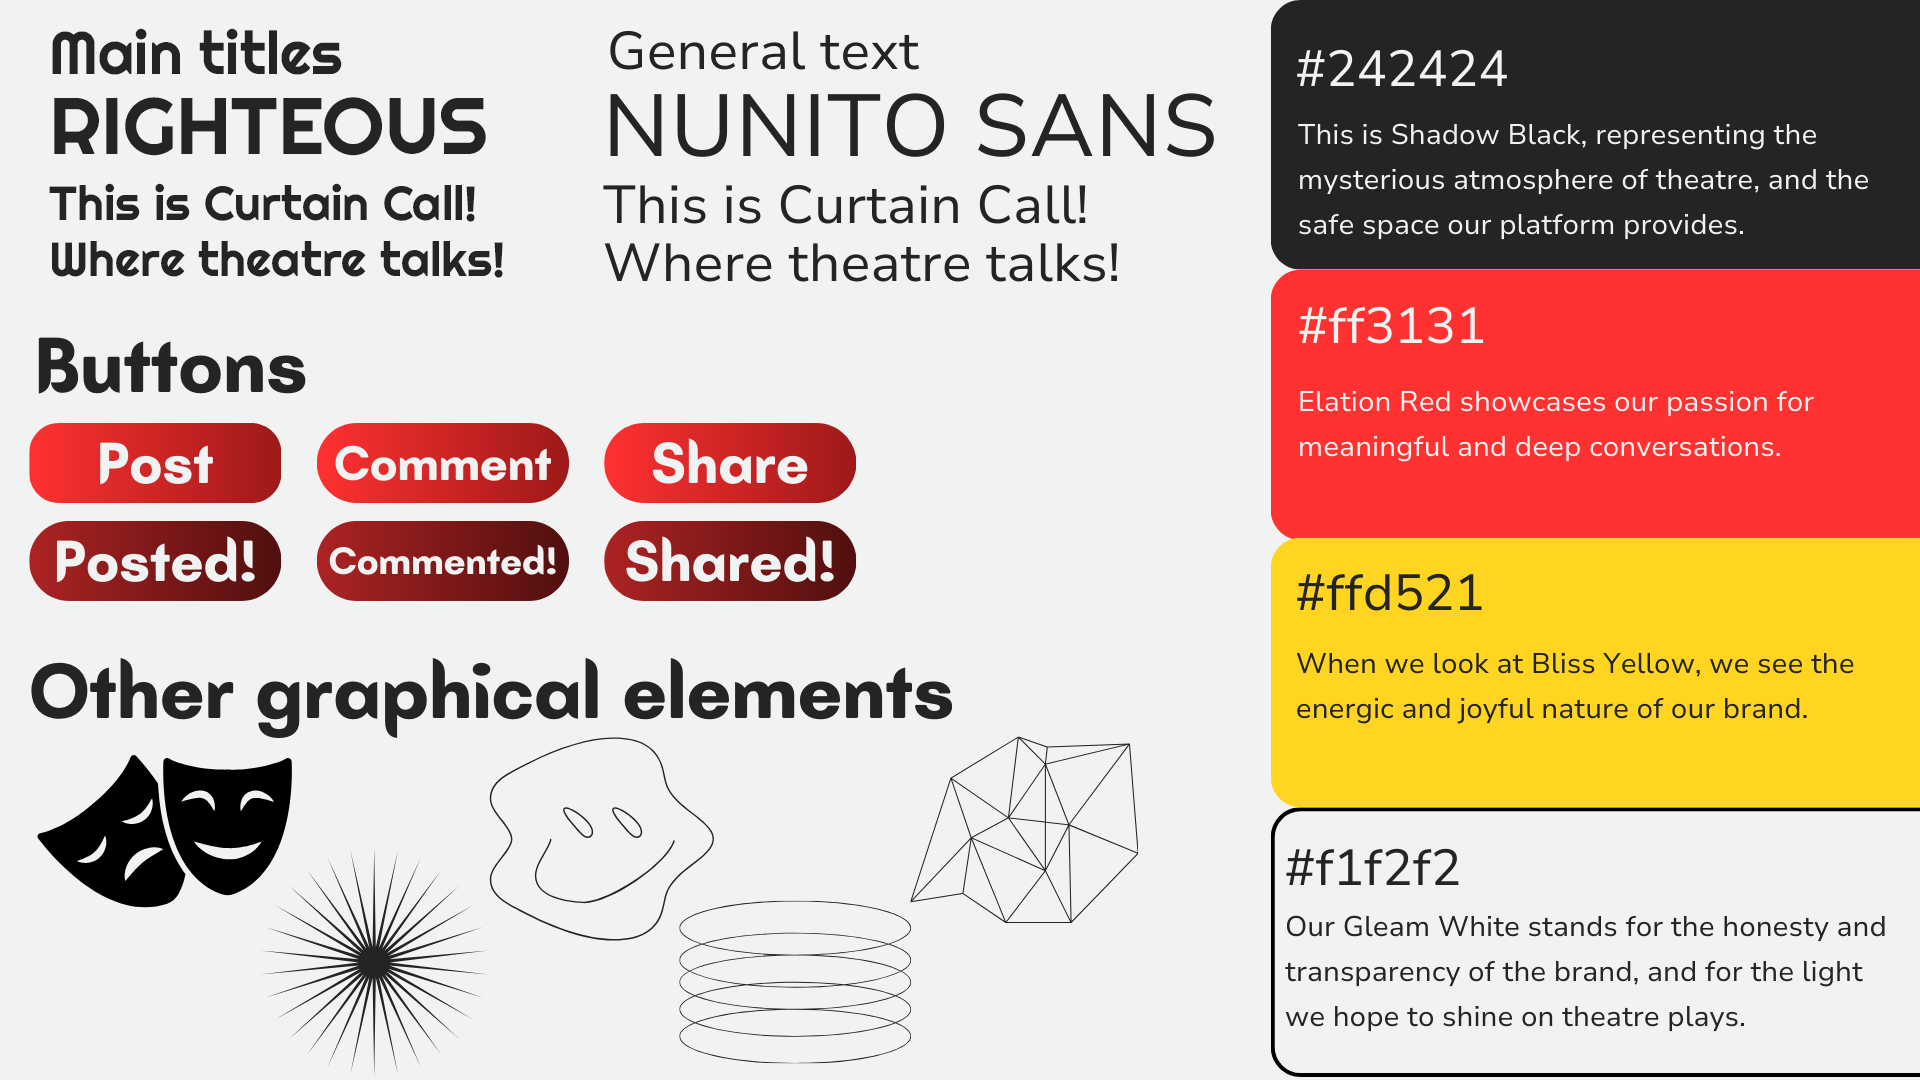 Main titles
RIGHTEOUS
This is Curtain Call!
Where theatre talks!
General text
NUNITO SANS
This is Curtain Call!
Where theatre talks!
Buttons
Post
Comment
Share
Posted!
Commented!
Shared!
Other graphical elements
#242424
This is Shadow Black, representing the
mysterious atmosphere of theatre, and the
safe space our platform provides.
#ff3131
Elation Red showcases our passion for
meaningful and deep conversations.
#ffd521
When we look at Bliss Yellow, we see the
energic and joyful nature of our brand.
#f1f2f2
Our Gleam White stands for the honesty and
transparency of the brand, and for the light
we hope to shine on theatre plays.